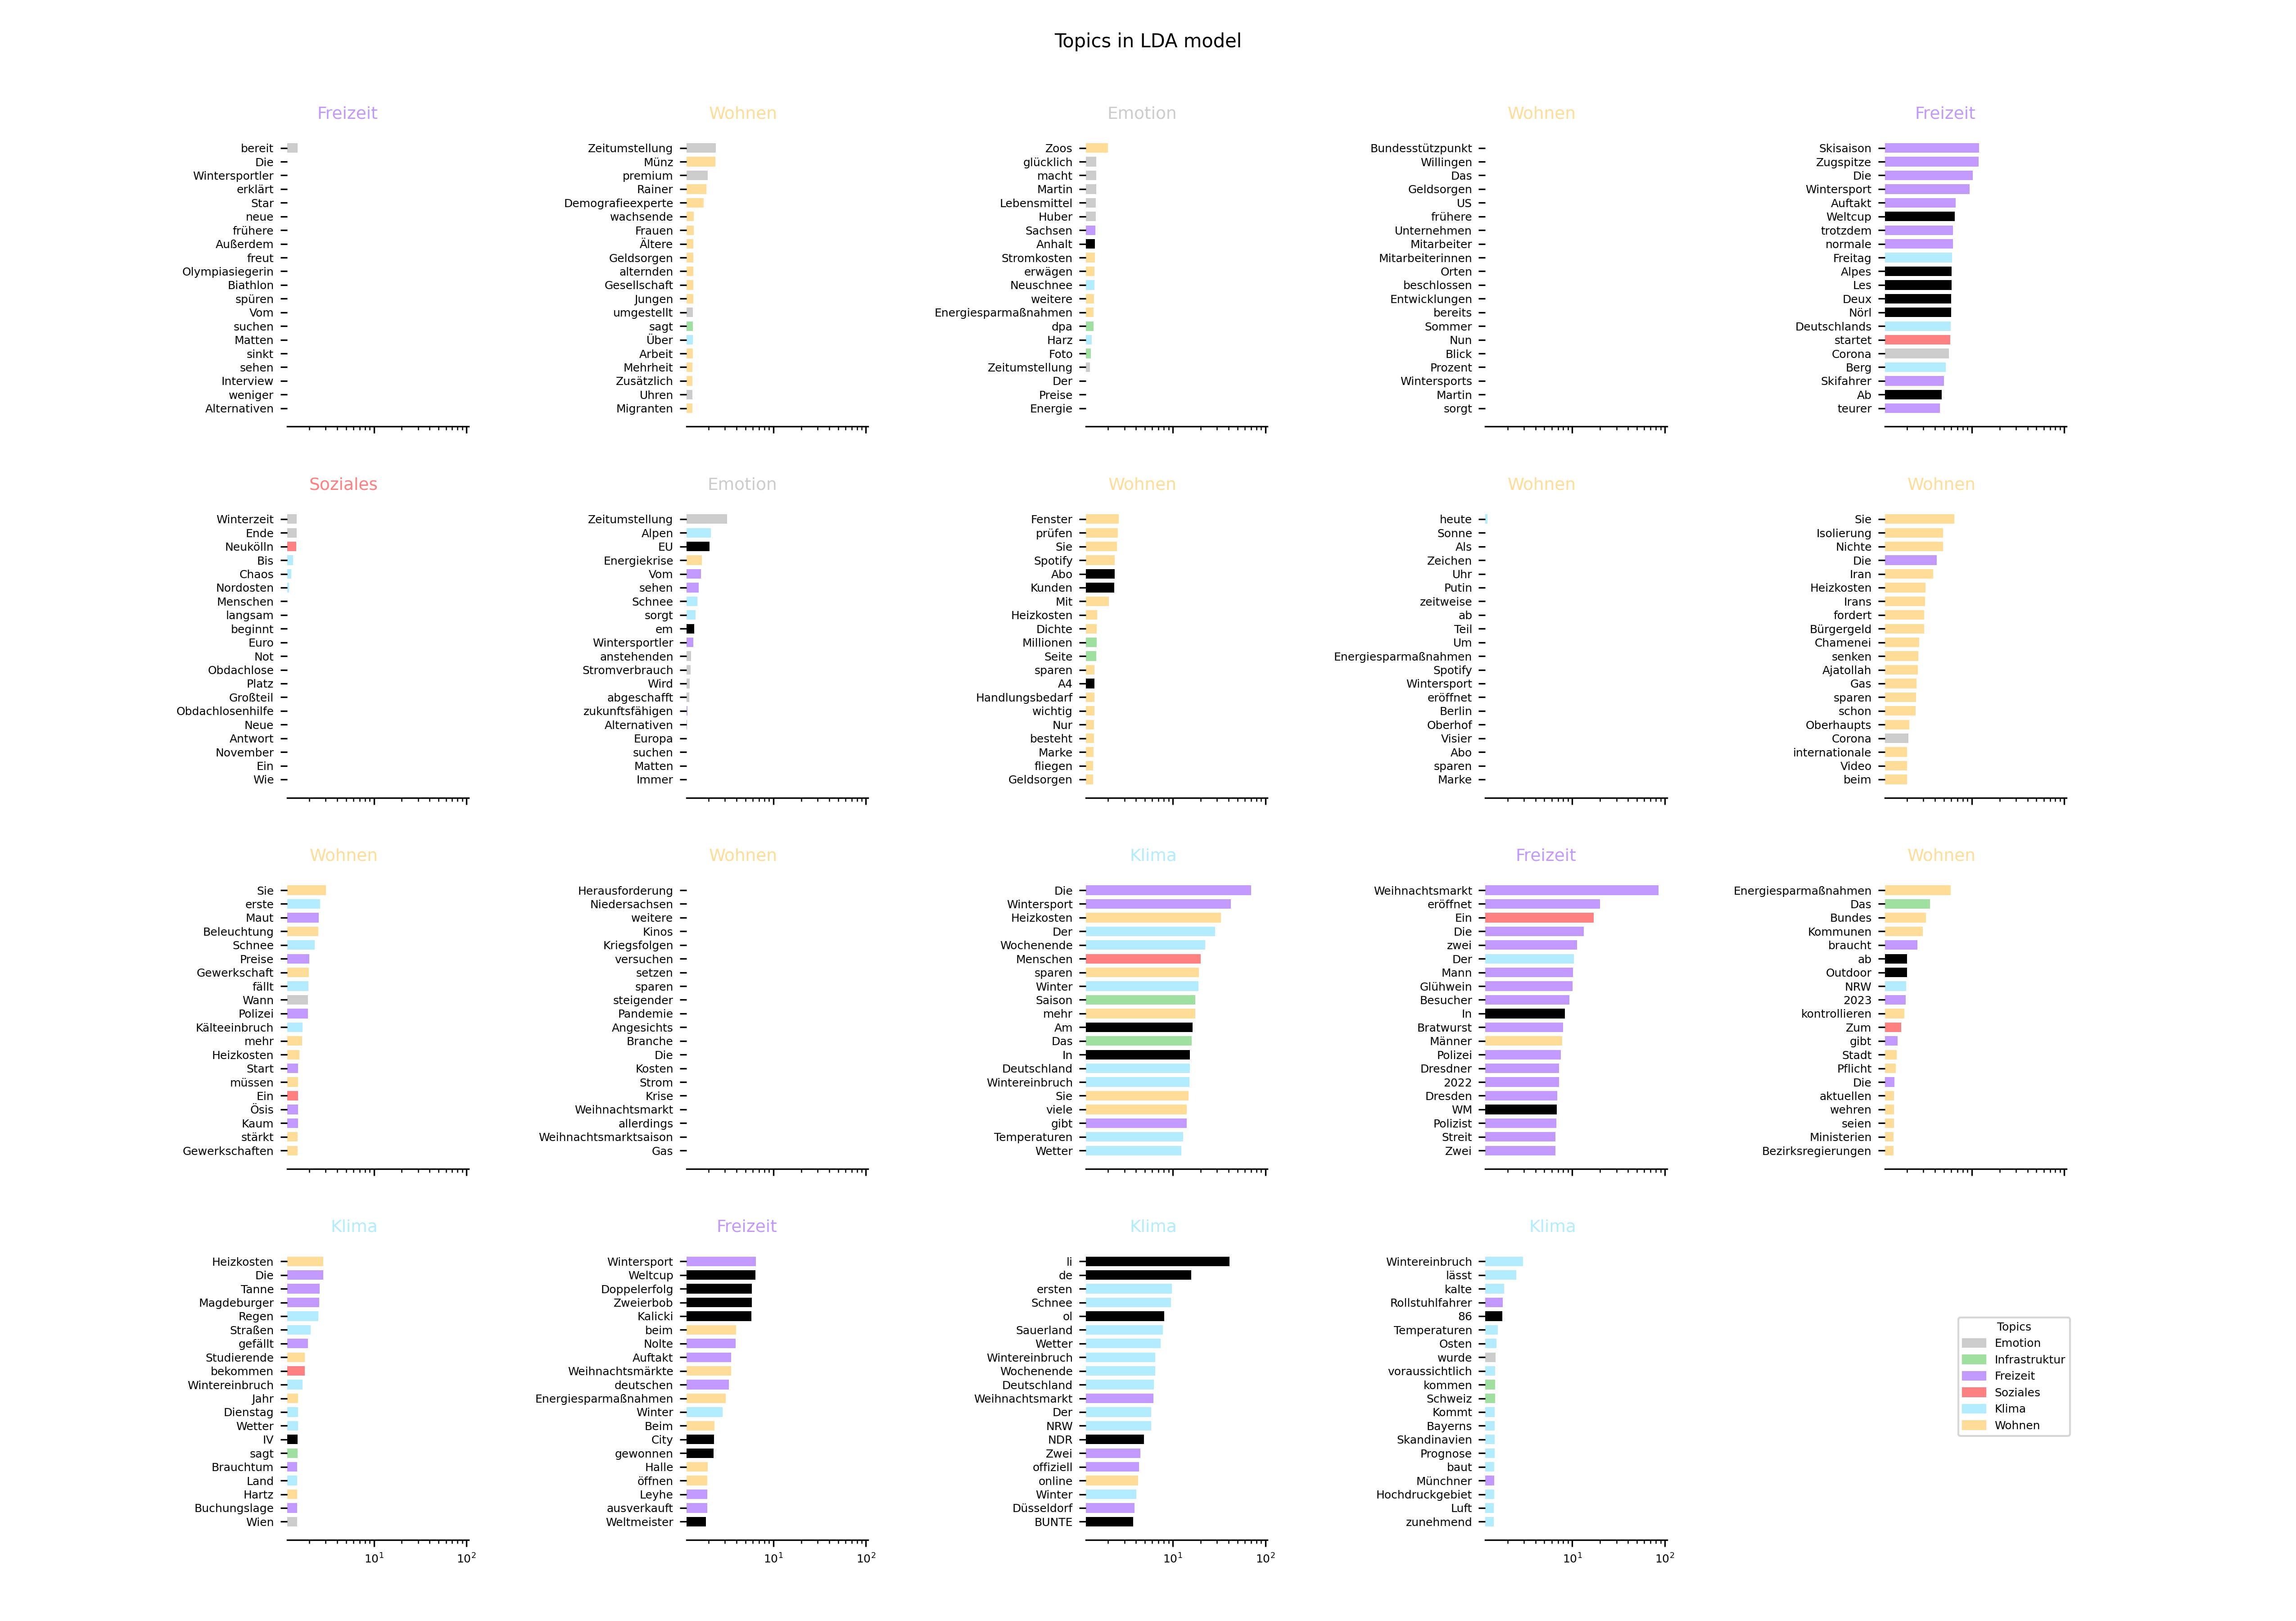 Topics in LDA model
Freizeit
bereit
Die
Wintersportler
erklärt
Star
neue
frühere
Außerdem
freut
Olympiasiegerin
Biathlon
spüren
Vom
suchen
Matten
sinkt
sehen
Interview
weniger
Alternativen
Wohnen
Zeitumstellung
Münz
premium
Rainer
Demografieexperte
wachsende
Frauen
Ältere
Geldsorgen
alternden
Gesellschaft
Jungen
umgestellt
sagt
Über
Arbeit
Mehrheit
Zusätzlich
Uhren
Migranten
Emotion
Zoos
glücklich
macht
Martin
Lebensmittel
Huber
Sachsen
Anhalt
Stromkosten
erwägen
Neuschnee
weitere
Energiesparmaßnahmen
dpa
Harz
Foto
Zeitumstellung
Der
Preise
Energie
Wohnen
Bundesstützpunkt
Willingen
Das
Geldsorgen
US
frühere
Unternehmen
Mitarbeiter
Mitarbeiterinnen
Orten
beschlossen
Entwicklungen
bereits
Sommer
Nun
Blick
Prozent
Wintersports
Martin
sorgt
Freizeit
Skisaison
Zugspitze
Die
Wintersport
Auftakt
Weltcup
trotzdem
normale
Freitag
Alpes
Les
Deux
Nörl
Deutschlands
startet
Corona
Berg
Skifahrer
Ab
teurer
Soziales
Winterzeit
Ende
Neukölln
Bis
Chaos
Nordosten
Menschen
langsam
beginnt
Euro
Not
Obdachlose
Platz
Großteil
Obdachlosenhilfe
Neue
Antwort
November
Ein
Wie
Emotion
Zeitumstellung
Alpen
EU
Energiekrise
Vom
sehen
Schnee
sorgt
em
Wintersportler
anstehenden
Stromverbrauch
Wird
abgeschafft
zukunftsfähigen
Alternativen
Europa
suchen
Matten
Immer
Wohnen
Fenster
prüfen
Sie
Spotify
Abo
Kunden
Mit
Heizkosten
Dichte
Millionen
Seite
sparen
A4
Handlungsbedarf
wichtig
Nur
besteht
Marke
fliegen
Geldsorgen
Wohnen
heute
Sonne
Als
Zeichen
Uhr
Putin
zeitweise
ab
Teil
Um
Energiesparmaßnahmen
Spotify
Wintersport
eröffnet
Berlin
Oberhof
Visier
Abo
sparen
Marke
Wohnen
Sie
Isolierung
Nichte
Die
Iran
Heizkosten
Irans
fordert
Bürgergeld
Chamenei
senken
Ajatollah
Gas
sparen
schon
Oberhaupts
Corona
internationale
Video
beim
Wohnen
Sie
erste
Maut
Beleuchtung
Schnee
Preise
Gewerkschaft
fällt
Wann
Polizei
Kälteeinbruch
mehr
Heizkosten
Start
müssen
Ein
Ösis
Kaum
stärkt
Gewerkschaften
Wohnen
Herausforderung
Niedersachsen
weitere
Kinos
Kriegsfolgen
versuchen
setzen
sparen
steigender
Pandemie
Angesichts
Branche
Die
Kosten
Strom
Krise
Weihnachtsmarkt
allerdings
Weihnachtsmarktsaison
Gas
Klima
Die
Wintersport
Heizkosten
Der
Wochenende
Menschen
sparen
Winter
Saison
mehr
Am
Das
In
Deutschland
Wintereinbruch
Sie
viele
gibt
Temperaturen
Wetter
Freizeit
Weihnachtsmarkt
eröffnet
Ein
Die
zwei
Der
Mann
Glühwein
Besucher
In
Bratwurst
Männer
Polizei
Dresdner
2022
Dresden
WM
Polizist
Streit
Zwei
Wohnen
Energiesparmaßnahmen
Das
Bundes
Kommunen
braucht
ab
Outdoor
NRW
2023
kontrollieren
Zum
gibt
Stadt
Pflicht
Die
aktuellen
wehren
seien
Ministerien
Bezirksregierungen
Klima
Heizkosten
Die
Tanne
Magdeburger
Regen
Straßen
gefällt
Studierende
bekommen
Wintereinbruch
Jahr
Dienstag
Wetter
IV
sagt
Brauchtum
Land
Hartz
Buchungslage
Wien
10¹ 10²
Freizeit
Wintersport
Weltcup
Doppelerfolg
Zweierbob
Kalicki
beim
Nolte
Auftakt
Weihnachtsmärkte
deutschen
Energiesparmaßnahmen
Winter
Beim
City
gewonnen
Halle
öffnen
Leyhe
ausverkauft
Weltmeister
10¹ 10²
Klima
li
de
ersten
Schnee
ol
Sauerland
Wetter
Wintereinbruch
Wochenende
Deutschland
Weihnachtsmarkt
Der
NRW
NDR
Zwei
offiziell
online
Winter
Düsseldorf
BUNTE
10¹ 10²
Klima
Wintereinbruch
lässt
kalte
Rollstuhlfahrer
86
Temperaturen
Osten
wurde
voraussichtlich
kommen
Schweiz
Kommt
Bayerns
Skandinavien
Prognose
baut
Münchner
Hochdruckgebiet
Luft
zunehmend
10¹ 10²
Topics
Emotion
Infrastruktur
Freizeit
Soziales
Klima
Wohnen